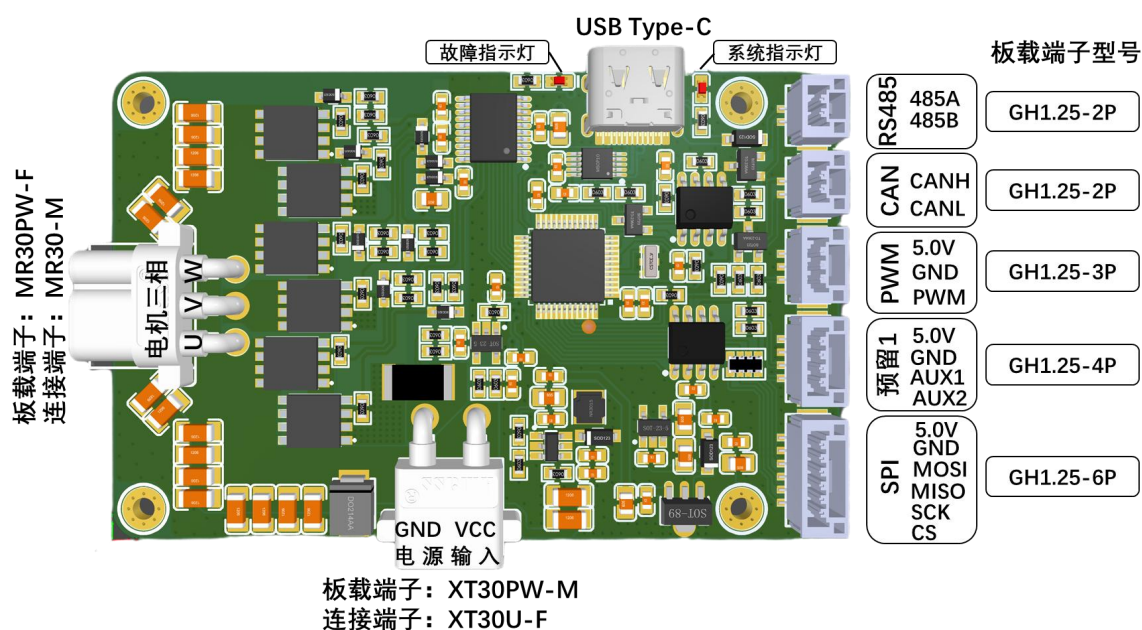 USB Type-C
故障指示灯
系统指示灯
板载端子型号
RS485
485A
485B
GH1.25-2P
CAN
CANH
CANL
GH1.25-2P
PWM
5.0V
GND
PWM
GH1.25-3P
预留1
5.0V
GND
AUX1
AUX2
GH1.25-4P
SPI
5.0V
GND
MOSI
MISO
SCK
CS
GH1.25-6P
板载端子：MR30PW-F
连接端子：MR30-M
电机三相
W
V
U
DO214AA
SOT-89
GND VCC
电源输入
板载端子：XT30PW-M
连接端子：XT30U-F